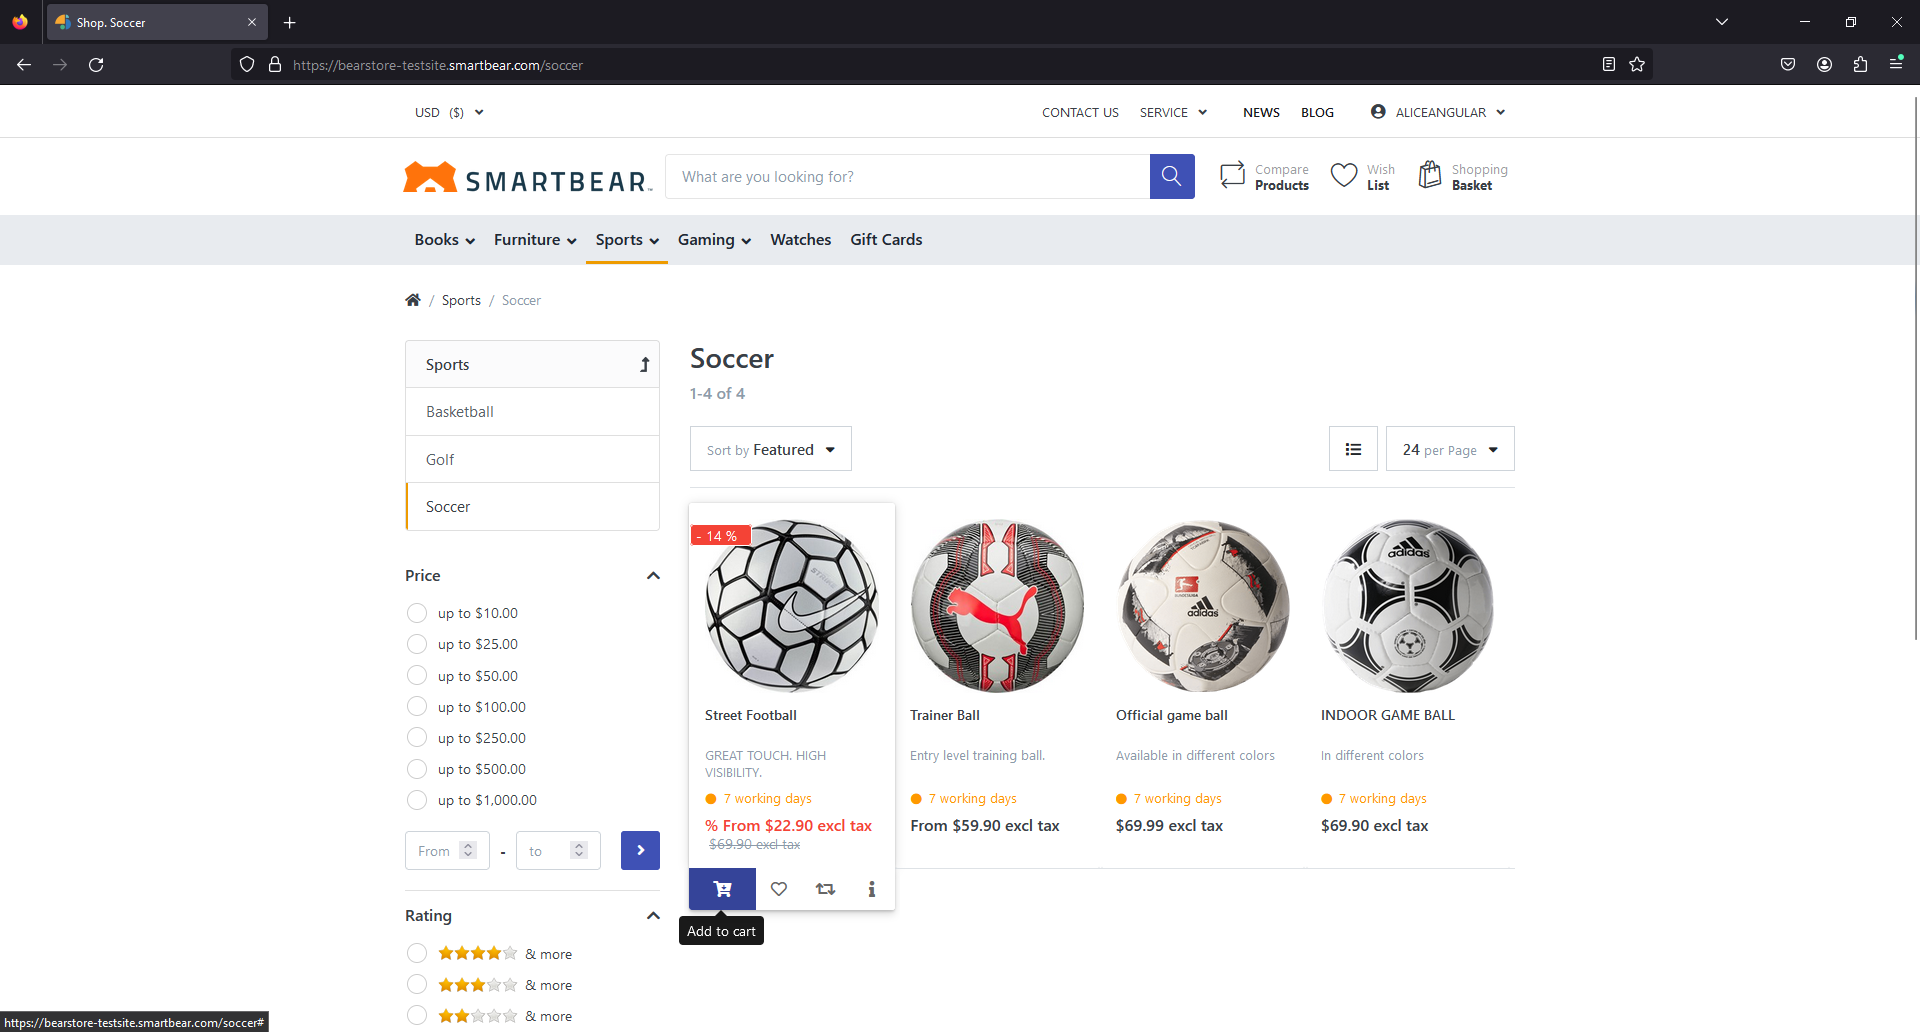 Shop. Soccer
https://bearstore-testsite.smartbear.com/soccer
USD ($)
CONTACT US
SERVICE
NEWS
BLOG
ALICEANGULAR
SMARTBEAR
What are you looking for?
Compare
Products
Wish
List
Shopping
Basket
Books
Furniture
Sports
Gaming
Watches
Gift Cards
/ Sports / Soccer
Sports
Basketball
Golf
Soccer
Price
up to $10.00
up to $25.00
up to $50.00
up to $100.00
up to $250.00
up to $500.00
up to $1,000.00
From - to
Rating
& more
& more
& more
Soccer
1-4 of 4
Sort by Featured
24 per Page
- 14 %
Street Football
GREAT TOUCH. HIGH
VISIBILITY.
7 working days
% From $22.90 excl tax
$69.90 excl tax
Add to cart
Trainer Ball
Entry level training ball.
7 working days
From $59.90 excl tax
adidas
Official game ball
Available in different colors
7 working days
$69.99 excl tax
adidas
INDOOR GAME BALL
In different colors
7 working days
$69.90 excl tax
https://bearstore-testsite.smartbear.com/soccer#